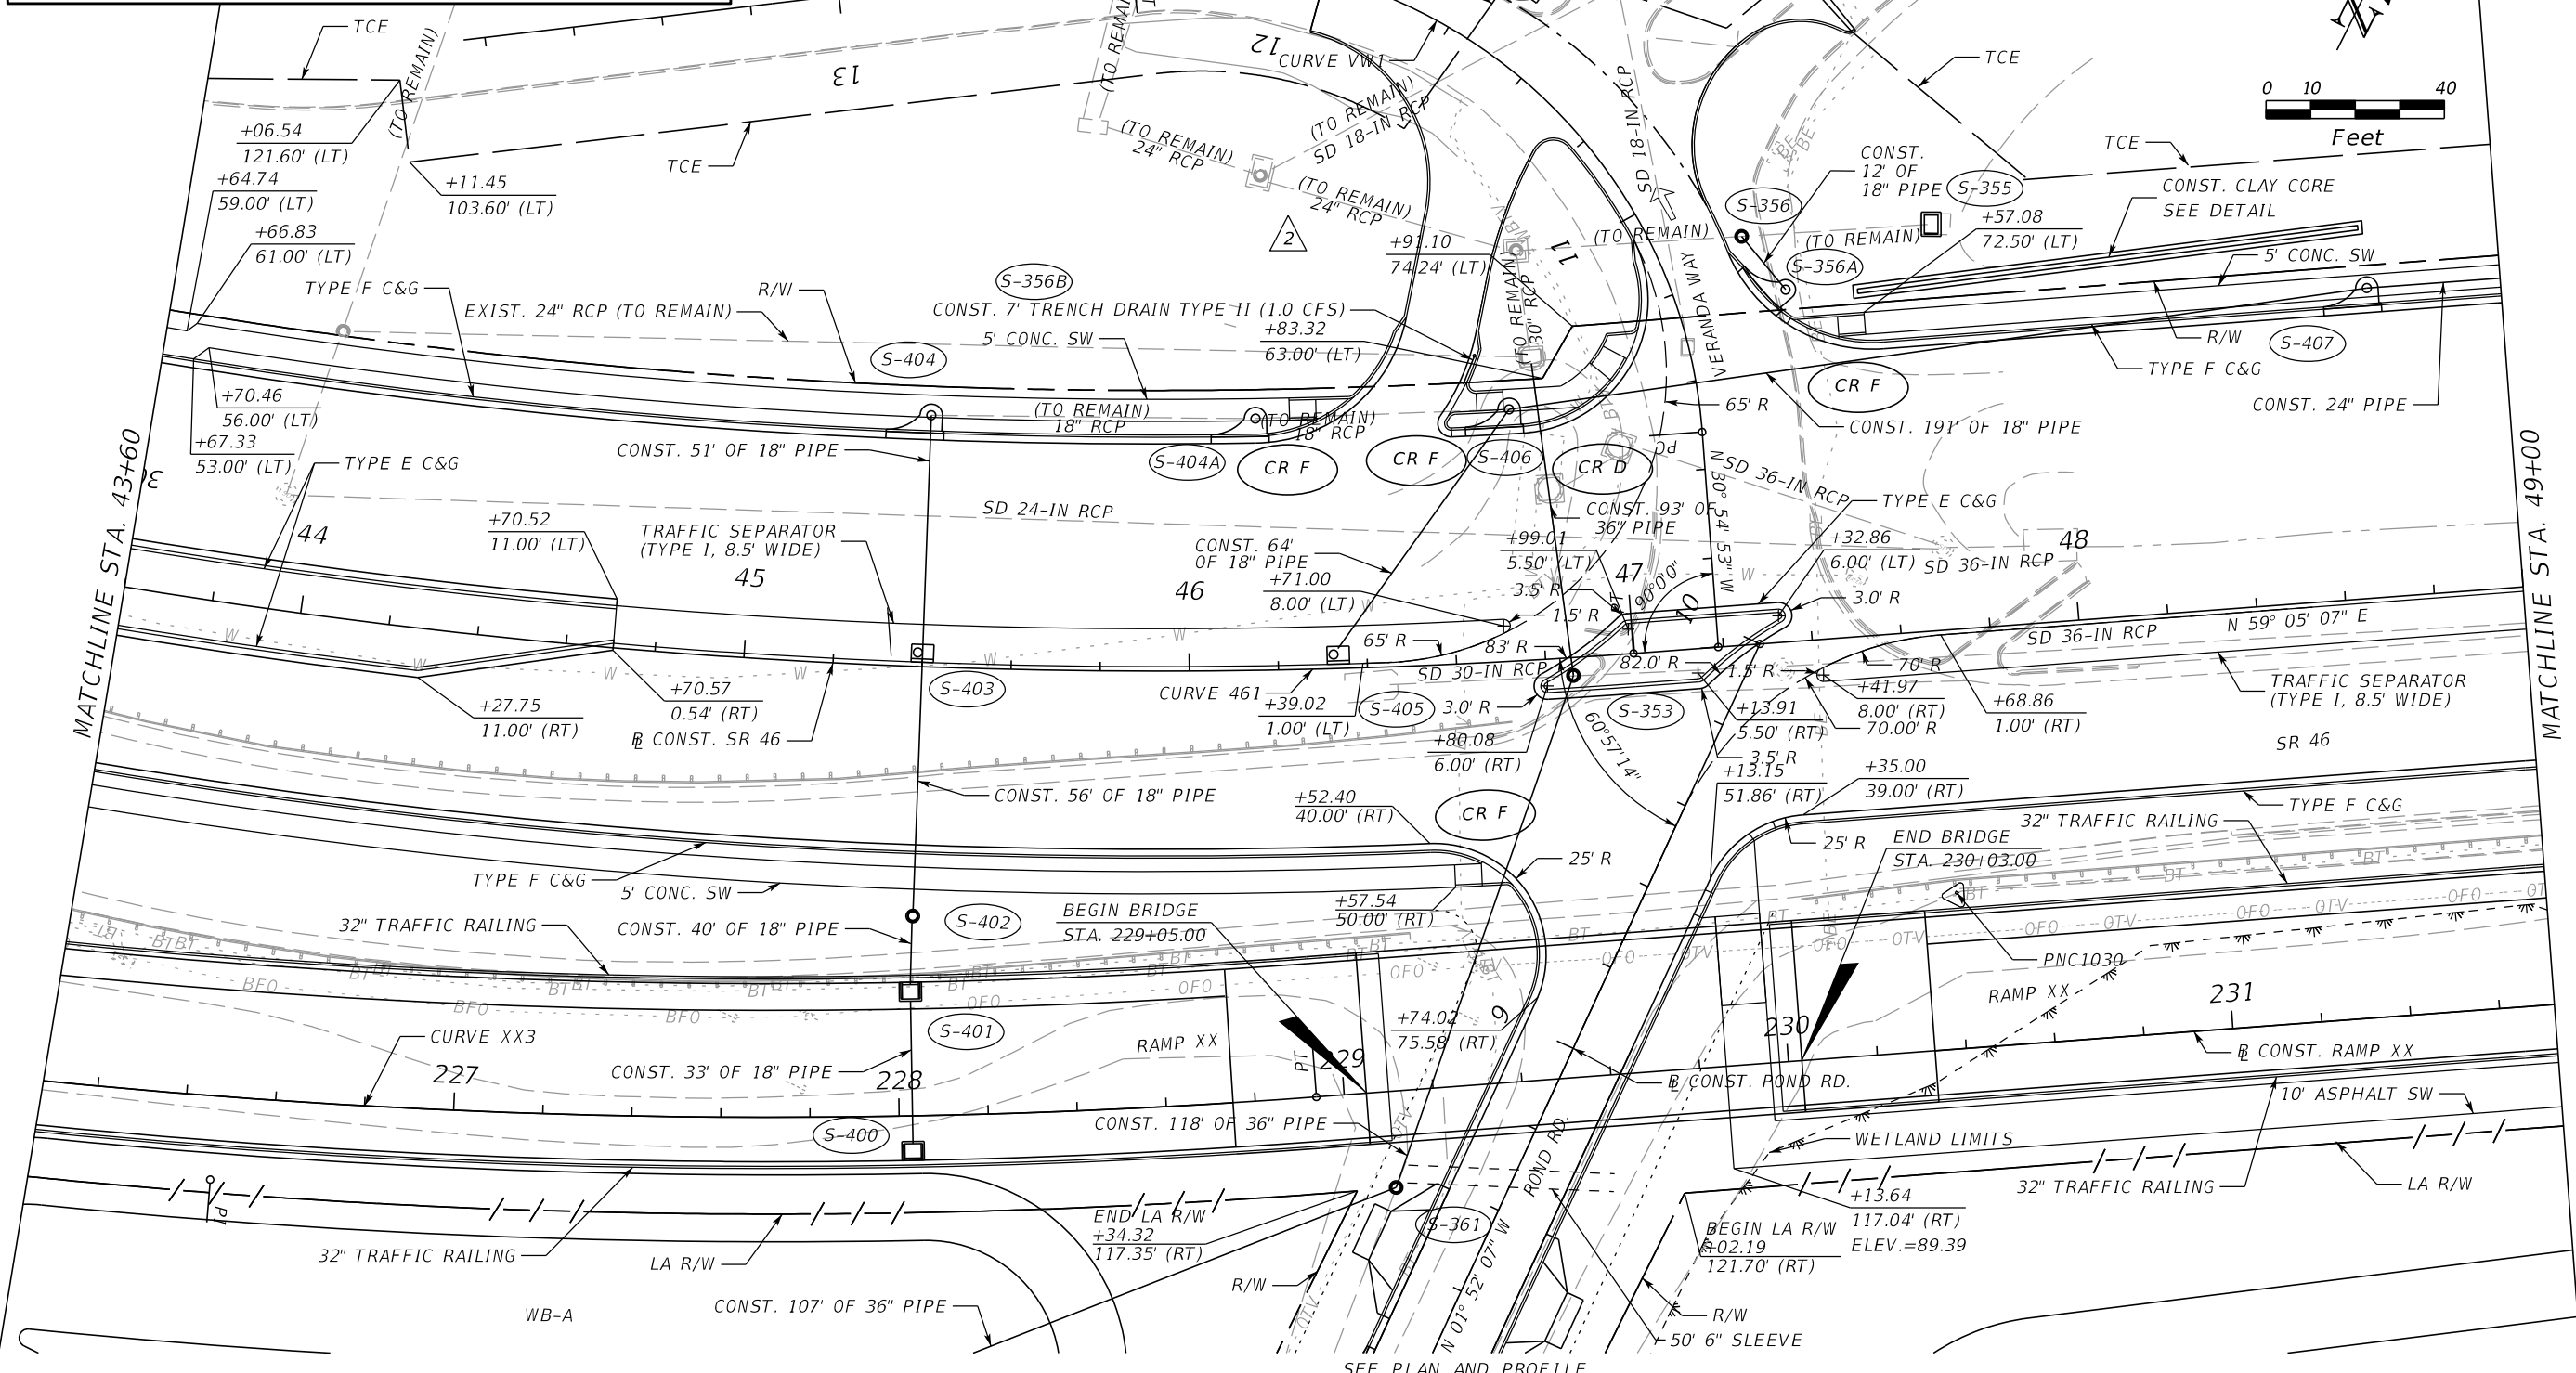 TCE
(TO REMAIN)
+06.54
121.60' (LT)
+64.74
59.00' (LT)
+66.83
61.00' (LT)
+11.45
103.60' (LT)
TCE
13
12
CURVE VW1
(TO REMAIN)
(TO REMAIN)
24" RCP
(TO REMAIN)
SD 18-IN RCP
(TO REMAIN)
24" RCP
SD 18-IN RCP
TCE
0 10 40
Feet
TCE
CONST.
12' OF
18" PIPE
S-355
S-356
CONST. CLAY CORE
SEE DETAIL
+57.08
72.50' (LT)
(TO REMAIN)
(TO REMAIN)
5' CONC. SW
S-356A
2
+91.10
74.24' (LT)
11
TYPE F C&G
R/W
EXIST. 24" RCP (TO REMAIN)
S-356B
CONST. 7' TRENCH DRAIN TYPE II (1.0 CFS)
5' CONC. SW
+83.32
63.00' (LT)
(TO REMAIN)
30" RCP
VERANDA WAY
S-404
R/W
S-407
TYPE F C&G
CR F
65' R
CONST. 24" PIPE
CONST. 191' OF 18" PIPE
+70.46
56.00' (LT)
+67.33
53.00' (LT)
(TO REMAIN)
18" RCP
(TO REMAIN)
18" RCP
CONST. 51' OF 18" PIPE
TYPE E C&G
S-404A
CR F
CR F
S-406
CR D
PC
MATCHLINE STA. 43+60
MATCHLINE STA. 49+00
44
+70.52
11.00' (LT)
TRAFFIC SEPARATOR
(TYPE I, 8.5' WIDE)
45
SD 24-IN RCP
CONST. 64'
OF 18" PIPE
46
+71.00
8.00' (LT)
CONST. 93' OF
36" PIPE
N 30° 54' 53" W
SD 36-IN RCP
TYPE E C&G
+99.01
5.50' (LT)
3.5' R
1.5' R
47
90°0'0"
10
+32.86
6.00' (LT)
SD 36-IN RCP
48
3.0' R
SD 36-IN RCP
N 59° 05' 07" E
65' R
83' R
SD 30-IN RCP
82.0' R
1.5' R
70' R
TRAFFIC SEPARATOR
(TYPE I, 8.5' WIDE)
S-403
+70.57
0.54' (RT)
+27.75
11.00' (RT)
℄ CONST. SR 46
CURVE 461
+39.02
1.00' (LT)
S-405
3.0' R
S-353
+13.91
5.50' (RT)
+41.97
8.00' (RT)
70.00' R
+68.86
1.00' (RT)
SR 46
+80.08
6.00' (RT)
60°57'14"
3.5' R
+13.15
51.86' (RT)
+35.00
39.00' (RT)
CONST. 56' OF 18" PIPE
+52.40
40.00' (RT)
CR F
TYPE F C&G
32" TRAFFIC RAILING
25' R
25' R
END BRIDGE
STA. 230+03.00
TYPE F C&G
5' CONC. SW
32" TRAFFIC RAILING
CONST. 40' OF 18" PIPE
S-402
BEGIN BRIDGE
STA. 229+05.00
+57.54
50.00' (RT)
PNC1030
RAMP XX
231
CURVE XX3
227
CONST. 33' OF 18" PIPE
228
S-401
RAMP XX
PT
229
+74.02
75.58' (RT)
9
230
℄ CONST. RAMP XX
℄ CONST. POND RD.
10' ASPHALT SW
S-400
CONST. 118' OF 36" PIPE
POND RD.
WETLAND LIMITS
32" TRAFFIC RAILING
LA R/W
PI
END LA R/W
+34.32
117.35' (RT)
S-361
+13.64
117.04' (RT)
ELEV.=89.39
BEGIN LA R/W
+02.19
121.70' (RT)
32" TRAFFIC RAILING
LA R/W
R/W
N 01° 52' 07" W
R/W
WB-A
CONST. 107' OF 36" PIPE
50' 6" SLEEVE
SEE PLAN AND PROFILE